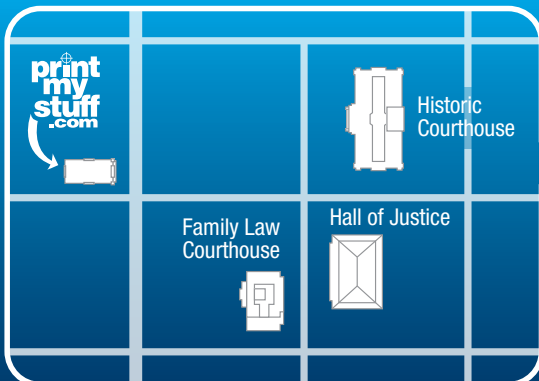 print
my
stuff
.com
Historic
Courthouse
Family Law
Courthouse
Hall of Justice